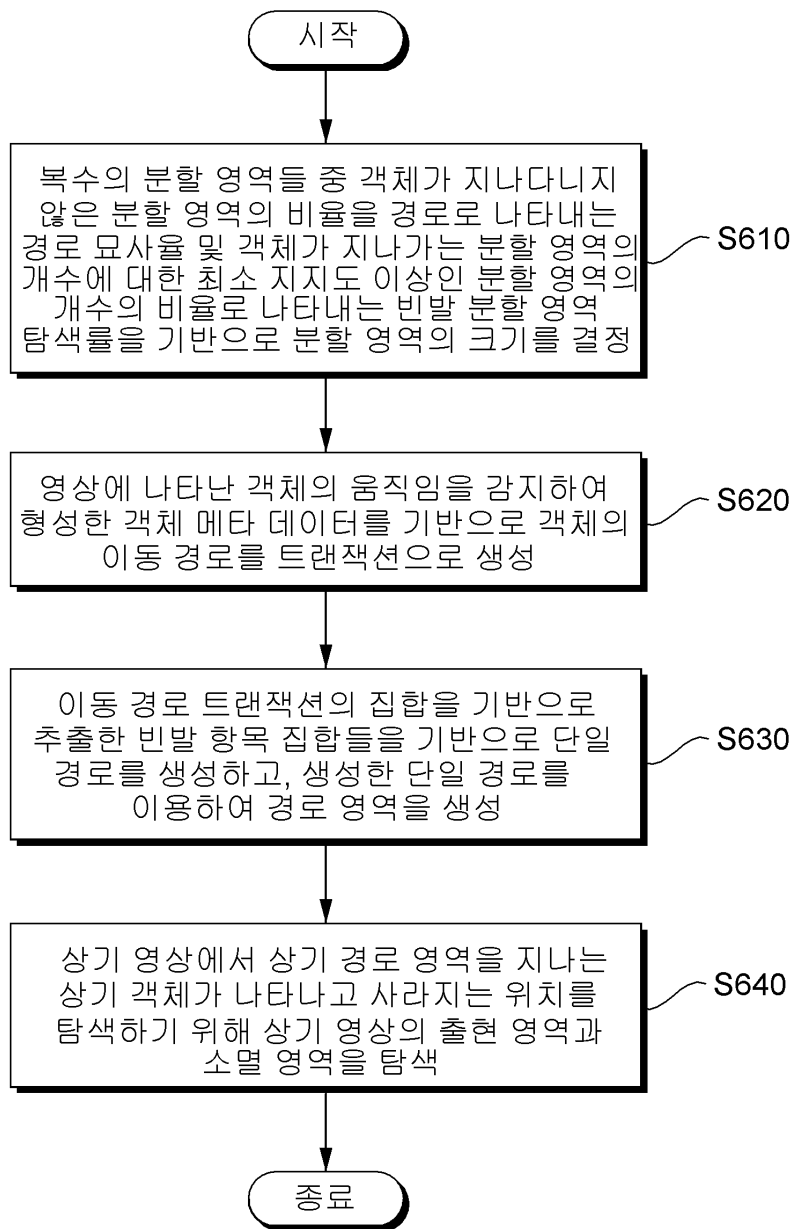 시작
복수의 분할 영역들 중 객체가 지나다니지
않은 분할 영역의 비율을 경로로 나타내는
경로 묘사율 및 객체가 지나가는 분할 영역의
개수에 대한 최소 지지도 이상인 분할 영역의
개수의 비율로 나타내는 빈발 분할 영역
탐색률을 기반으로 분할 영역의 크기를 결정
S610
영상에 나타난 객체의 움직임을 감지하여
형성한 객체 메타 데이터를 기반으로 객체의
이동 경로를 트랜잭션으로 생성
S620
이동 경로 트랜잭션의 집합을 기반으로
추출한 빈발 항목 집합들을 기반으로 단일
경로를 생성하고, 생성한 단일 경로를
이용하여 경로 영역을 생성
S630
상기 영상에서 상기 경로 영역을 지나는
상기 객체가 나타나고 사라지는 위치를
탐색하기 위해 상기 영상의 출현 영역과
소멸 영역을 탐색
S640
종료